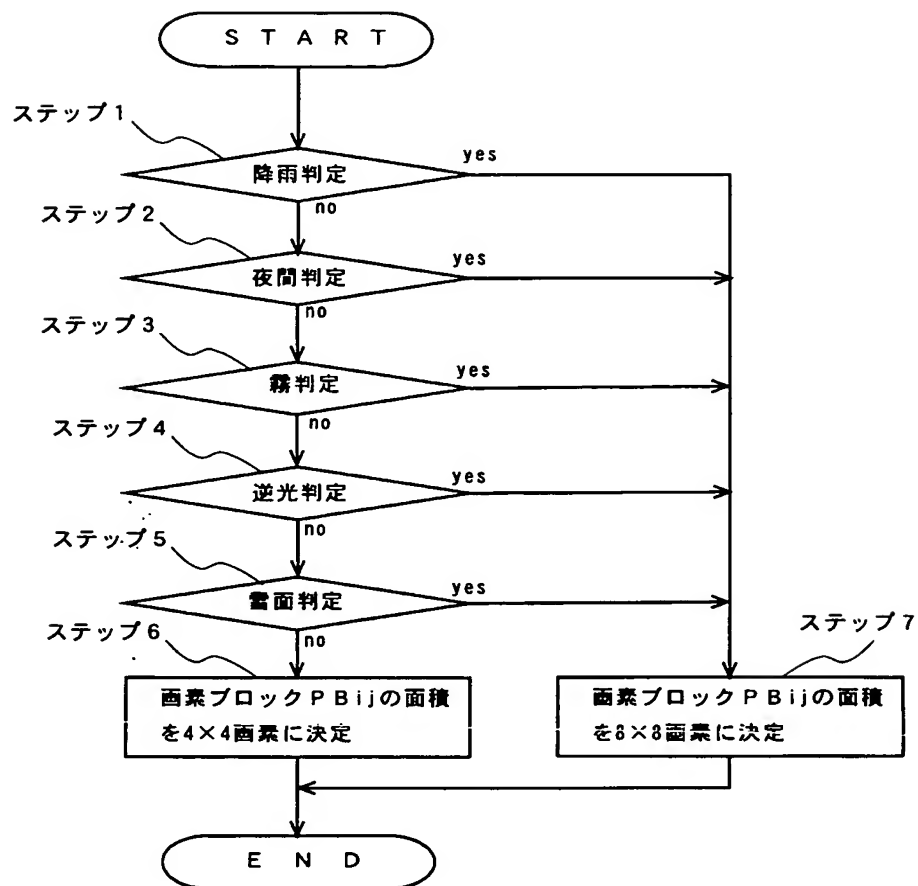 START
ステップ1
降雨判定
yes
no
ステップ2
夜間判定
yes
no
ステップ3
霧判定
yes
no
ステップ4
逆光判定
yes
no
ステップ5
雪面判定
yes
no
ステップ6
画素ブロックPBijの面積
を4×4画素に決定
ステップ7
画素ブロックPBijの面積
を8×8画素に決定
END